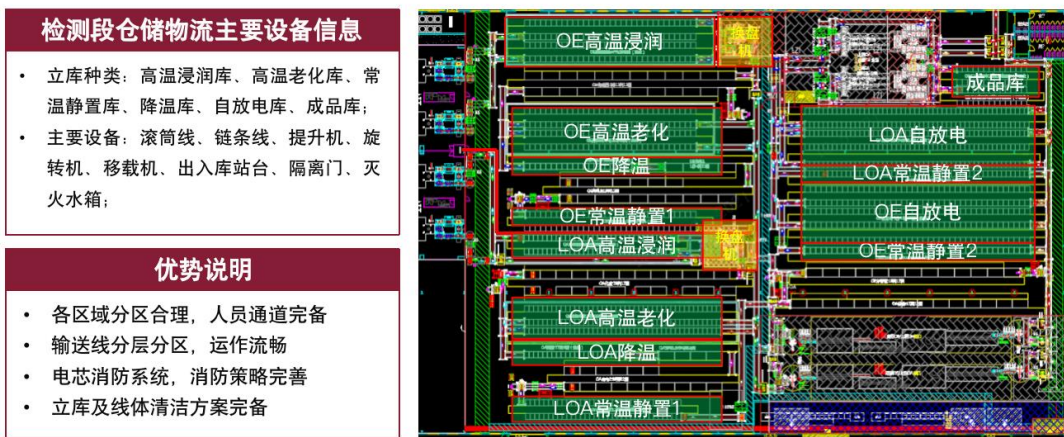 检测段仓储物流主要设备信息
• 立库种类：高温浸润库、高温老化库、常
温静置库、降温库、自放电库、成品库;
• 主要设备：滚筒线、链条线、提升机、旋
转机、移载机、出入库站台、隔离门、灭
火水箱;
优势说明
• 各区域分区合理，人员通道完备
• 输送线分层分区，运作流畅
• 电芯消防系统，消防策略完善
• 立库及线体清洁方案完备
OE高温浸润
换盘
机
OE高温老化
OE降温
OE常温静置1
LOA高温浸润
换盘
机
LOA高温老化
LOA降温
LOA常温静置1
成品库
LOA自放电
LOA常温静置2
OE自放电
OE常温静置2